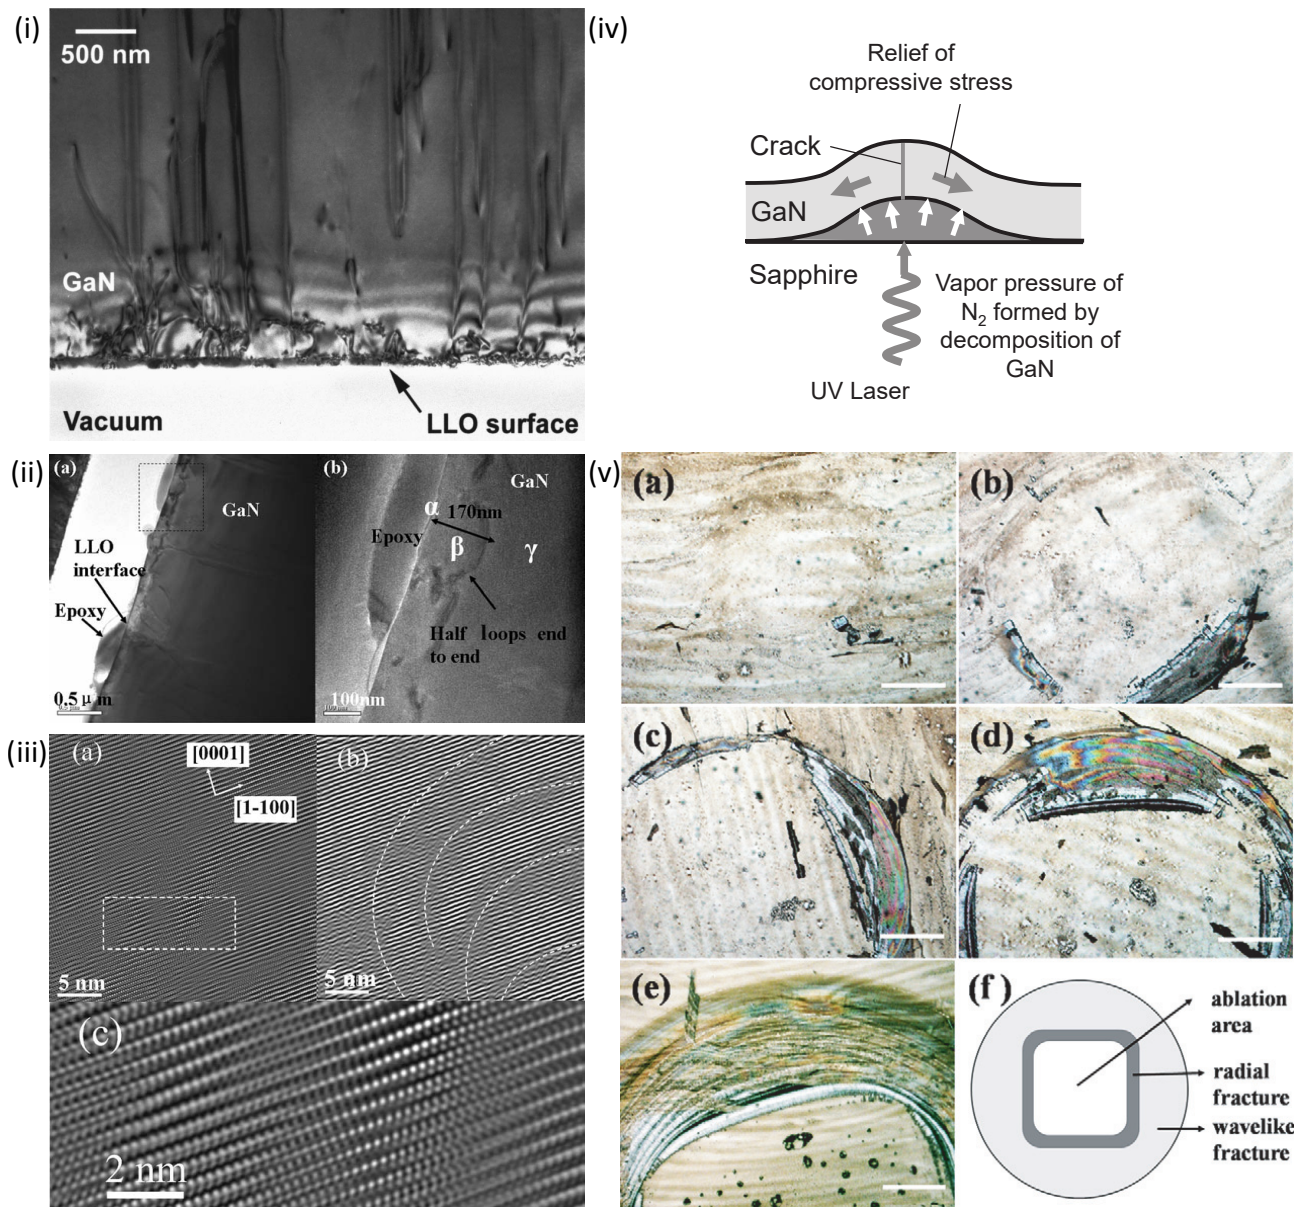 (i)
500 nm
GaN
Vacuum
LLO surface
(iv)
Relief of
compressive stress
Crack
GaN
Sapphire
Vapor pressure of
N2 formed by
decomposition of
GaN
UV Laser
(ii)
(a)
GaN
LLO
interface
Epoxy
0.5μm
(b)
GaN
α
170nm
Epoxy
β
γ
Half loops end
to end
100nm
(iii)
(a)
[0001]
[1-100]
5 nm
(b)
5 nm
(c)
2 nm
(v)
(a)
(b)
(c)
(d)
(e)
(f)
ablation
area
radial
fracture
wavelike
fracture